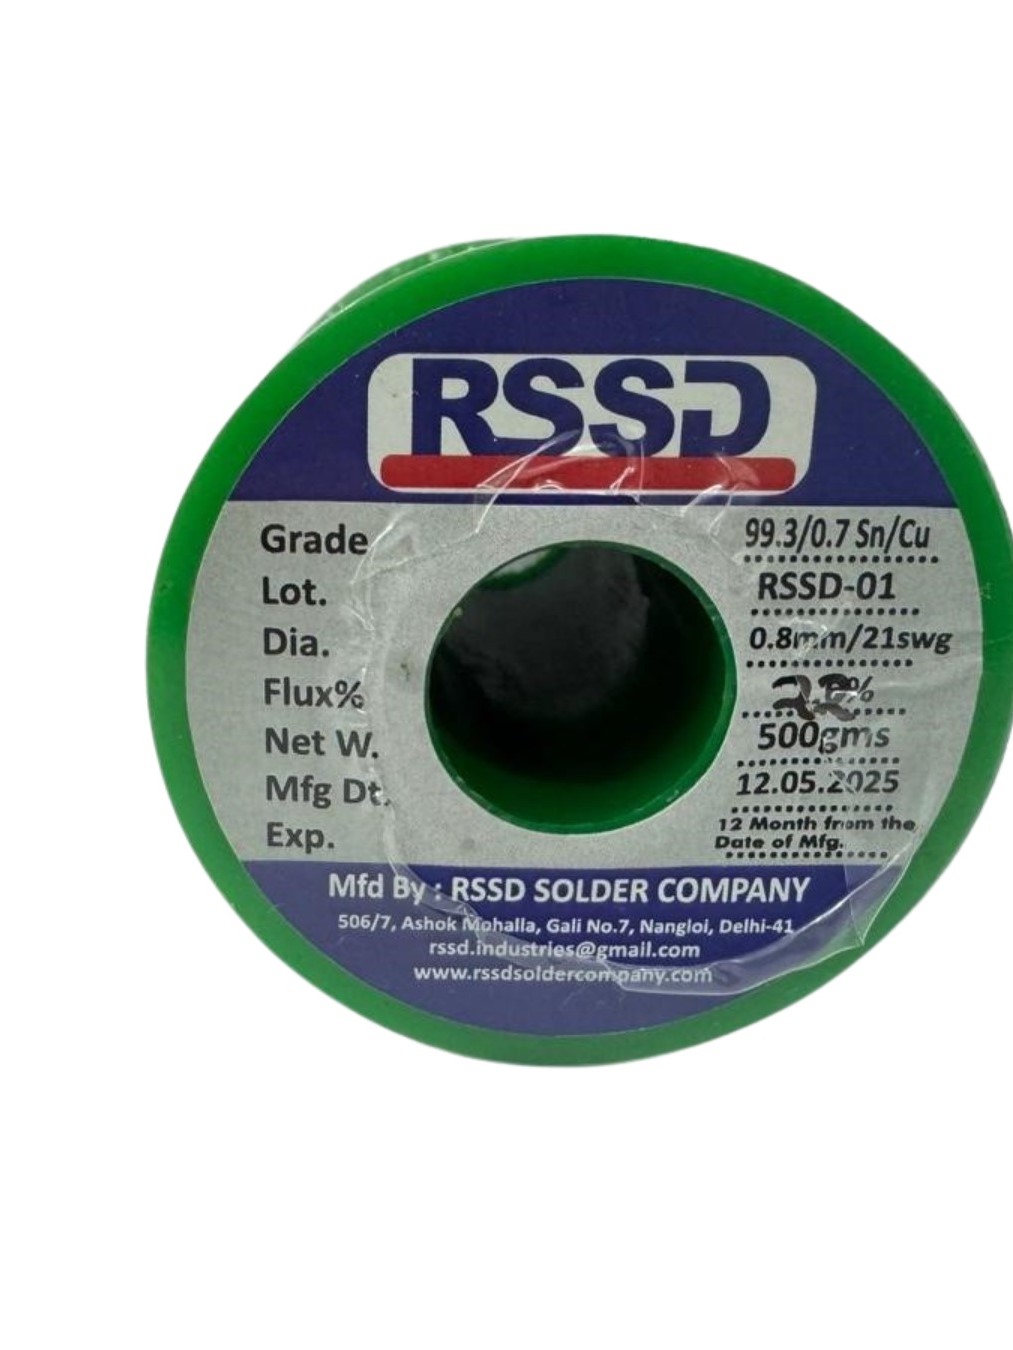 RSSD
Grade 99.3/0.7 Sn/Cu
Lot. RSSD-01
Dia. 0.8mm/21swg
Flux% %
Net W. 500gms
Mfg Dt. 12.05.2025
Exp. 12 Month from the
Date of Mfg.
Mfd By : RSSD SOLDER COMPANY
506/7, Ashok Mohalla, Gali No.7, Nangloi, Delhi-41
rssd.industries@gmail.com
www.rssdsoldercompany.com